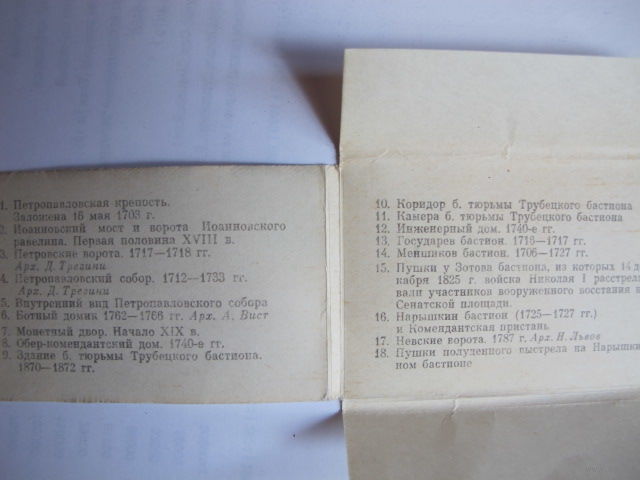 1. Петропавловская крепость.
Заложена 16 мая 1703 г.
2. Иоанновский мост и ворота Иоанновского
равелина. Первая половина XVIII в.
3. Петровские ворота. 1717—1718 гг.
Арх. Д. Трезини
4. Петропавловский собор. 1712—1733 гг.
Арх. Д. Трезини
5. Внутренний вид Петропавловского собора
6. Ботный домик 1762—1766 гг. Арх. А. Вист
7. Монетный двор. Начало XIX в.
8. Обер-комендантский дом. 1740-е гг.
9. Здание б. тюрьмы Трубецкого бастиона.
1870—1872 гг.
10. Коридор б. тюрьмы Трубецкого бастиона
11. Камера б. тюрьмы Трубецкого бастиона
12. Инженерный дом. 1740-е гг.
13. Государев бастион. 1718—1717 гг.
14. Меншиков бастион. 1706—1727 гг.
15. Пушки у Зотова бастиона, из которых 14 д
кабря 1825 г. войска Николая I расстрел
вали участников вооруженного восстания н
Сенатской площади.
16. Нарышкин бастион (1725—1727 гг.)
и Комендантская пристань
17. Невские ворота. 1787 г. Арх. Н. Львов
18. Пушки полуденного выстрела на Нарышки
ном бастионе